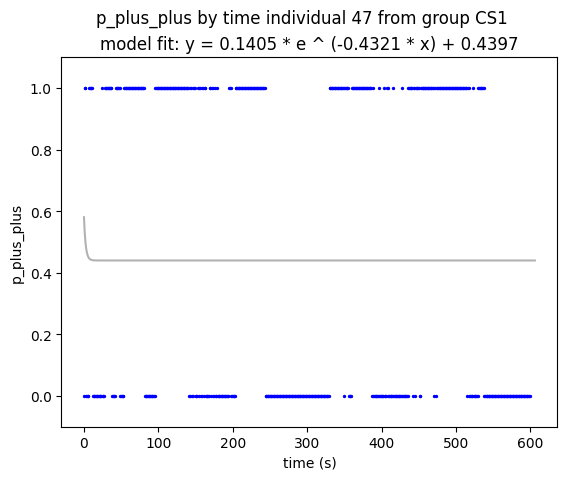 p_plus_plus by time individual 47 from group CS1
model fit: y = 0.1405 * e ^ (-0.4321 * x) + 0.4397
1.0
0.8
0.6
0.4
0.2
0.0
p_plus_plus
0 100 200 300 400 500 600
time (s)